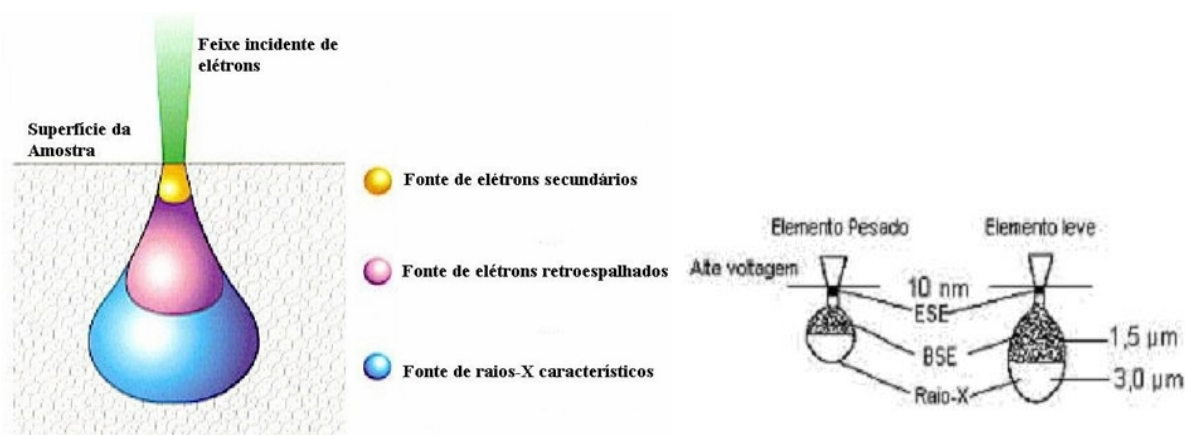 Feixe incidente de
elétrons
Superfície da
Amostra
Fonte de elétrons secundários
Fonte de elétrons retroespalhados
Fonte de raios-X característicos
Elemento Pesado
Elemento leve
Alta voltagem
10 nm
ESE
BSE
1,5 µm
Raio-X
3,0 µm